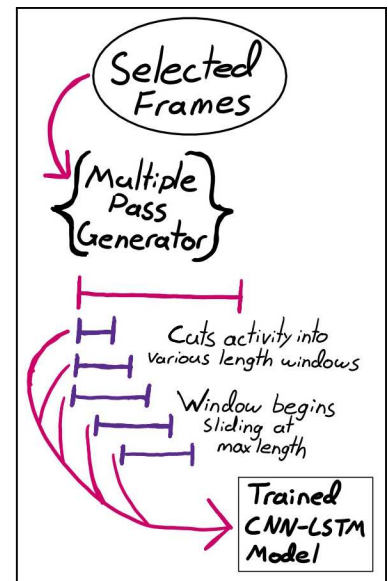 Selected
Frames
Multiple
Pass
Generator
Cuts activity into
various length windows
Window begins
sliding at
max length
Trained
CNN-LSTM
Model